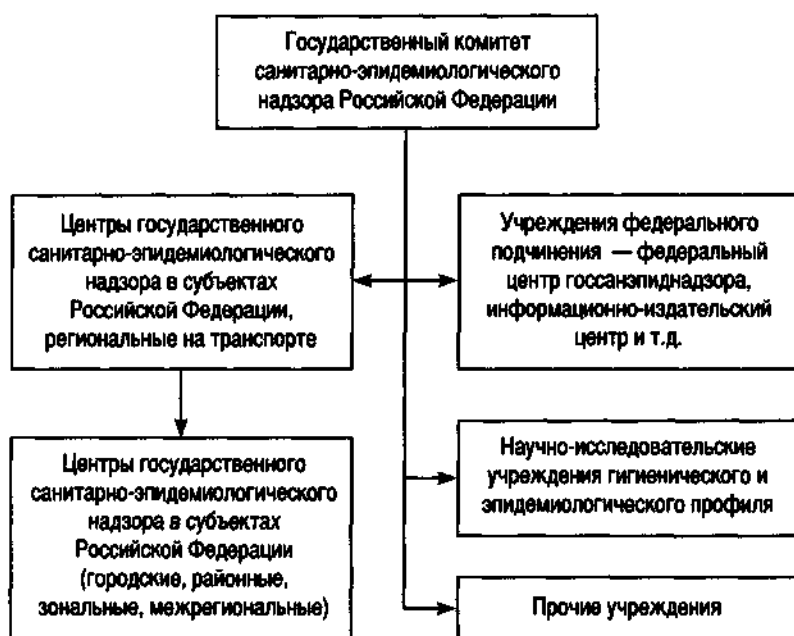 Государственный комитет
санитарно-эпидемиологического
надзора Российской Федерации
Центры государственного
санитарно-эпидемиологического
надзора в субъектах
Российской Федерации,
региональные на транспорте
Учреждения федерального
подчинения — федеральный
центр госсанэпиднадзора,
информационно-издательский
центр и т.д.
Центры государственного
санитарно-эпидемиологического
надзора в субъектах
Российской Федерации
(городские, районные,
зональные, межрегиональные)
Научно-исследовательские
учреждения гигиенического и
эпидемиологического профиля
Прочие учреждения